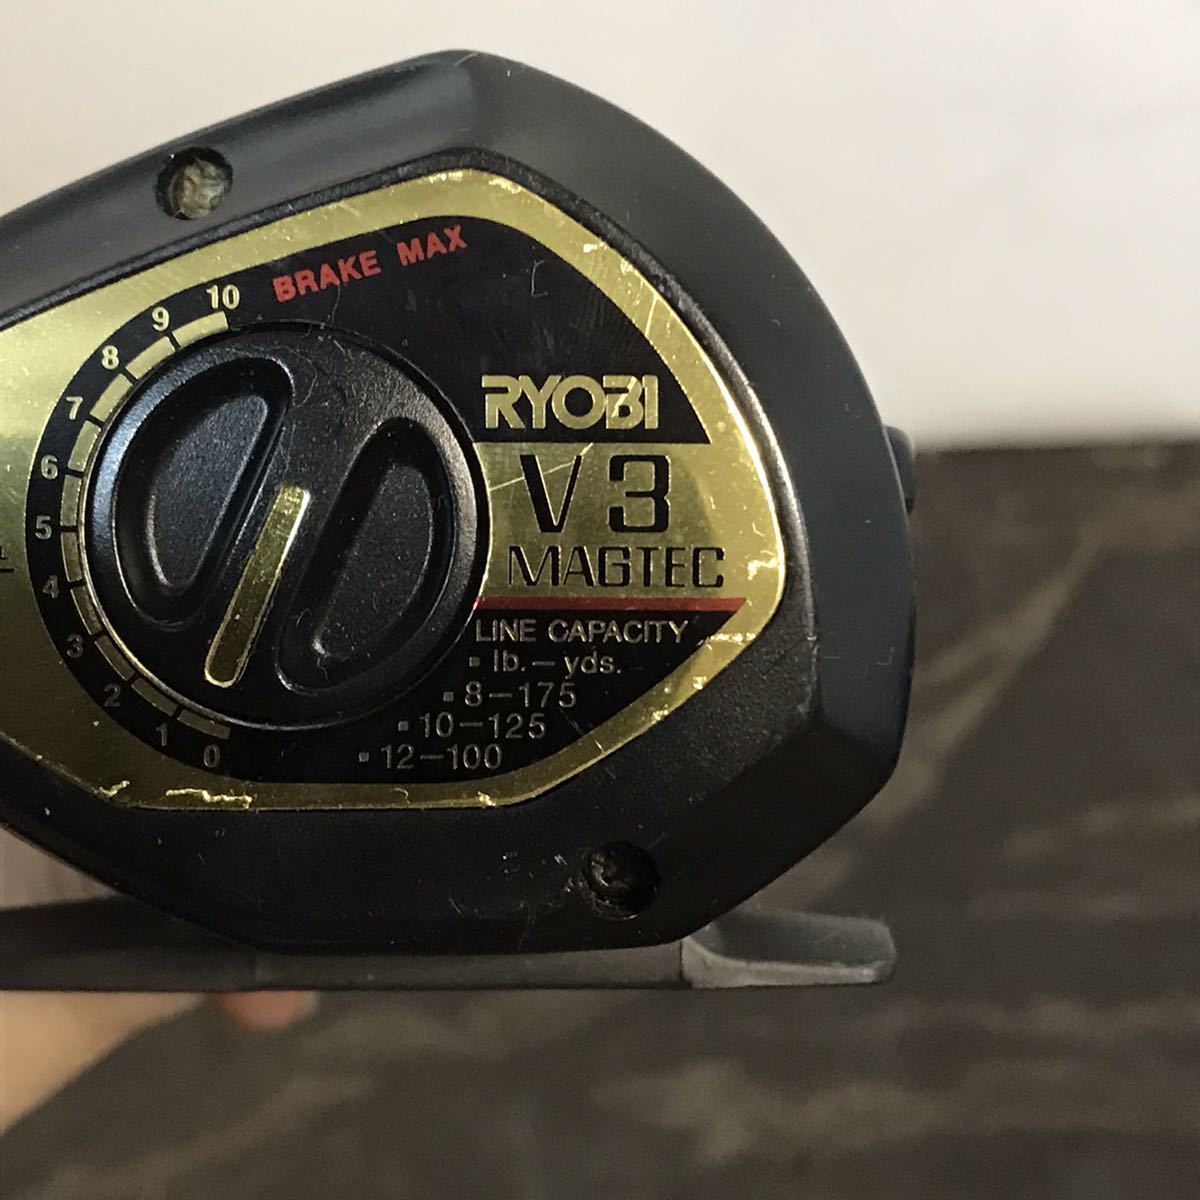 BRAKE MAX
10
9
8
7
6
5
4
3
2
1
0
RYOBI
V3
MAGTEC
LINE CAPACITY
▪ lb.—yds.
▪ 8—175
▪ 10—125
▪ 12—100